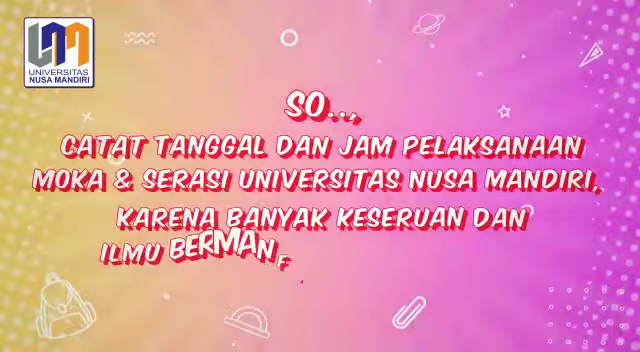 UNIVERSITAS
NUSA MANDIRI
SO..,
CATAT TANGGAL DAN JAM PELAKSANAAN
MOKA & SERASI UNIVERSITAS NUSA MANDIRI,
KARENA BANYAK KESERUAN DAN
ILMU BERMANF